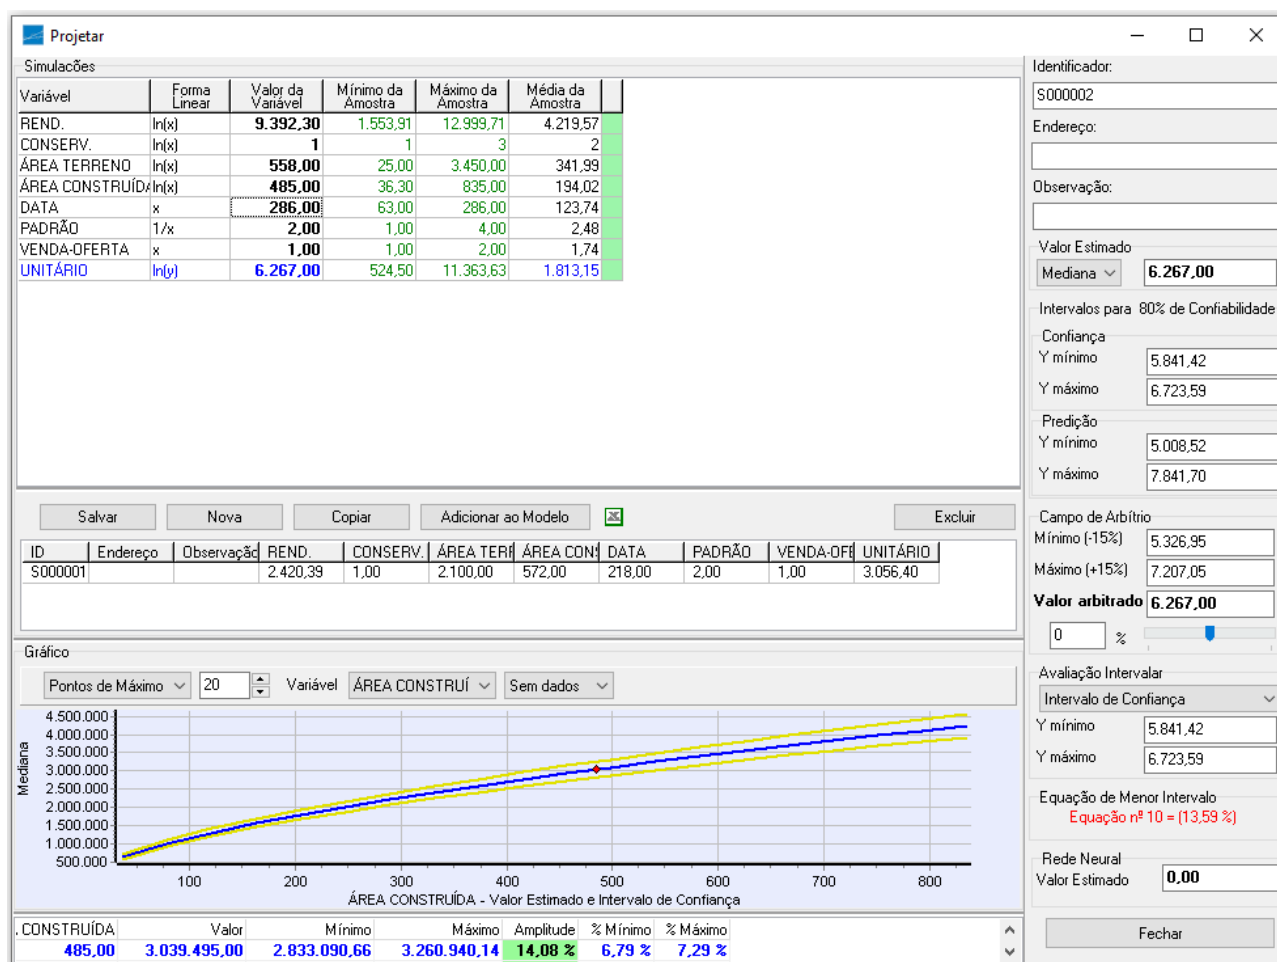 Projetar
Simulacões
Variável Forma Linear Valor da Variável Mínimo da Amostra Máximo da Amostra Média da Amostra
REND. ln(x) 9.392,30 1.553,91 12.999,71 4.219,57
CONSERV. ln(x) 1 1 3 2
ÁREA TERRENO ln(x) 558,00 25,00 3.450,00 341,99
ÁREA CONSTRUÍDA ln(x) 485,00 36,30 835,00 194,02
DATA x 286,00 63,00 286,00 123,74
PADRÃO 1/x 2,00 1,00 4,00 2,48
VENDA-OFERTA x 1,00 1,00 2,00 1,74
UNITÁRIO ln(y) 6.267,00 524,50 11.363,63 1.813,15
Salvar Nova Copiar Adicionar ao Modelo Excluir
ID Endereço Observação REND. CONSERV. ÁREA TERR ÁREA CONS DATA PADRÃO VENDA-OFE UNITÁRIO
S000001 2.420,39 1,00 2.100,00 572,00 218,00 2,00 1,00 3.056,40
Gráfico
Pontos de Máximo 20 Variável ÁREA CONSTRUÍ Sem dados
Mediana
4.500.000
4.000.000
3.500.000
3.000.000
2.500.000
2.000.000
1.500.000
1.000.000
500.000
100 200 300 400 500 600 700 800
ÁREA CONSTRUÍDA - Valor Estimado e Intervalo de Confiança
. CONSTRUÍDA Valor Mínimo Máximo Amplitude % Mínimo % Máximo
485,00 3.039.495,00 2.833.090,66 3.260.940,14 14,08 % 6,79 % 7,29 %
Identificador:
S000002
Endereço:
Observação:
Valor Estimado
Mediana 6.267,00
Intervalos para 80% de Confiabilidade
Confiança
Y mínimo 5.841,42
Y máximo 6.723,59
Predição
Y mínimo 5.008,52
Y máximo 7.841,70
Campo de Arbítrio
Mínimo (-15%) 5.326,95
Máximo (+15%) 7.207,05
Valor arbitrado 6.267,00
0 %
Avaliação Intervalar
Intervalo de Confiança
Y mínimo 5.841,42
Y máximo 6.723,59
Equação de Menor Intervalo
Equação nº 10 = (13,59 %)
Rede Neural
Valor Estimado 0,00
Fechar